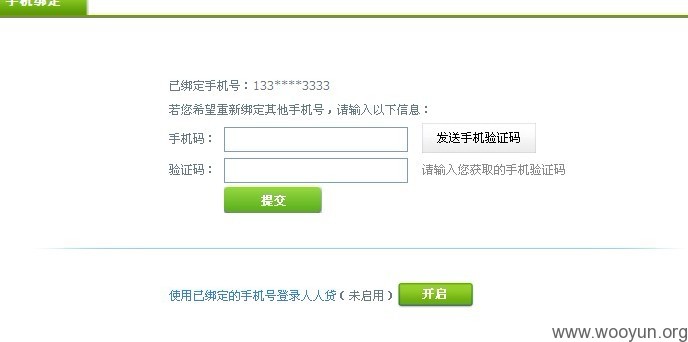 手机绑定
已绑定手机号：133****3333
若您希望重新绑定其他手机号，请输入以下信息：
手机码： 发送手机验证码
验证码： 请输入您获取的手机验证码
提交
使用已绑定的手机号登录人人贷（未启用） 开启
www.wooyun.org